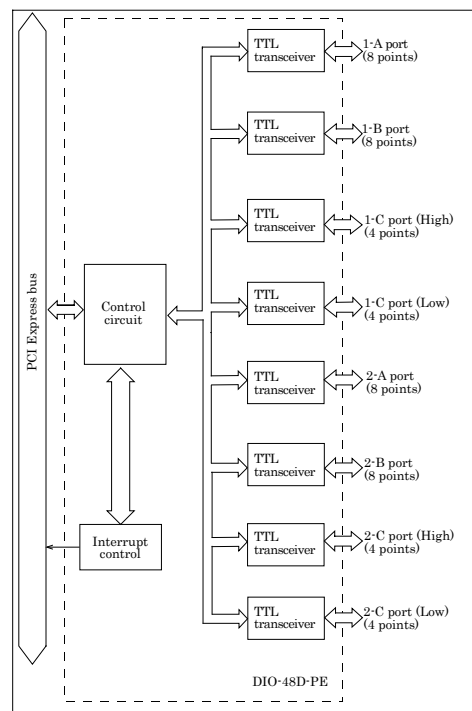 TTL
transceiver
1-A port
(8 points)
TTL
transceiver
1-B port
(8 points)
TTL
transceiver
1-C port (High)
(4 points)
PCI Express bus
Control
circuit
TTL
transceiver
1-C port (Low)
(4 points)
TTL
transceiver
2-A port
(8 points)
TTL
transceiver
2-B port
(8 points)
Interrupt
control
TTL
transceiver
2-C port (High)
(4 points)
TTL
transceiver
2-C port (Low)
(4 points)
DIO-48D-PE